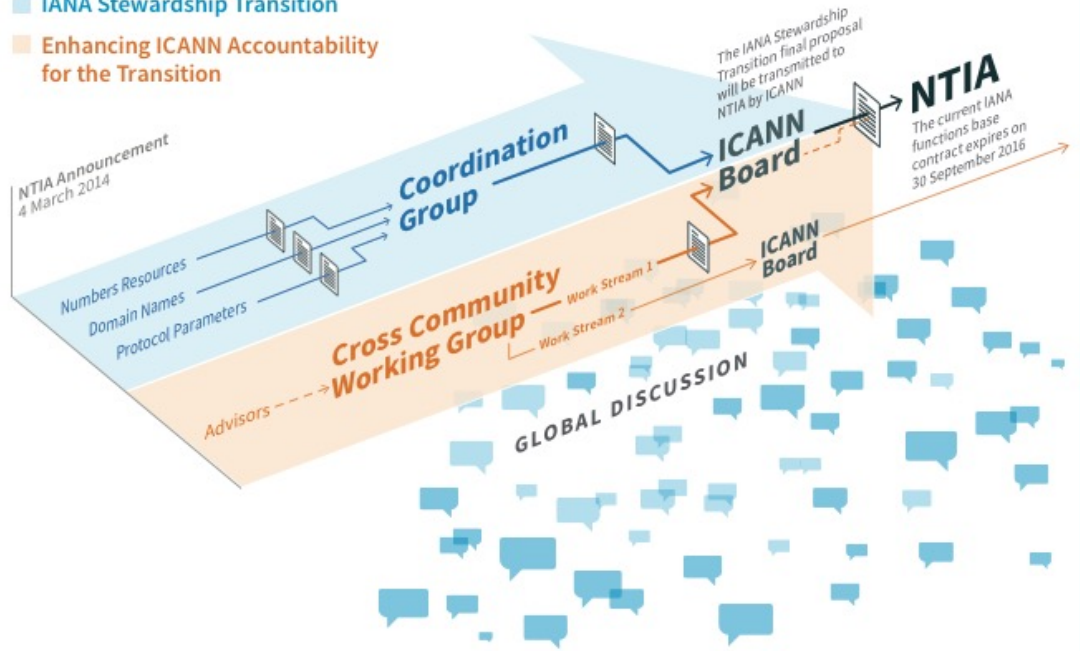 IANA Stewardship Transition
Enhancing ICANN Accountability
for the Transition
NTIA Announcement
4 March 2014
Numbers Resources
Domain Names
Protocol Parameters
Coordination
Group
The IANA Stewardship
Transition final proposal
will be transmitted to
NTIA by ICANN
ICANN
Board
NTIA
The current IANA
functions base
contract expires on
30 September 2016
Advisors
Cross Community
Working Group
Work Stream 1
Work Stream 2
ICANN
Board
GLOBAL DISCUSSION